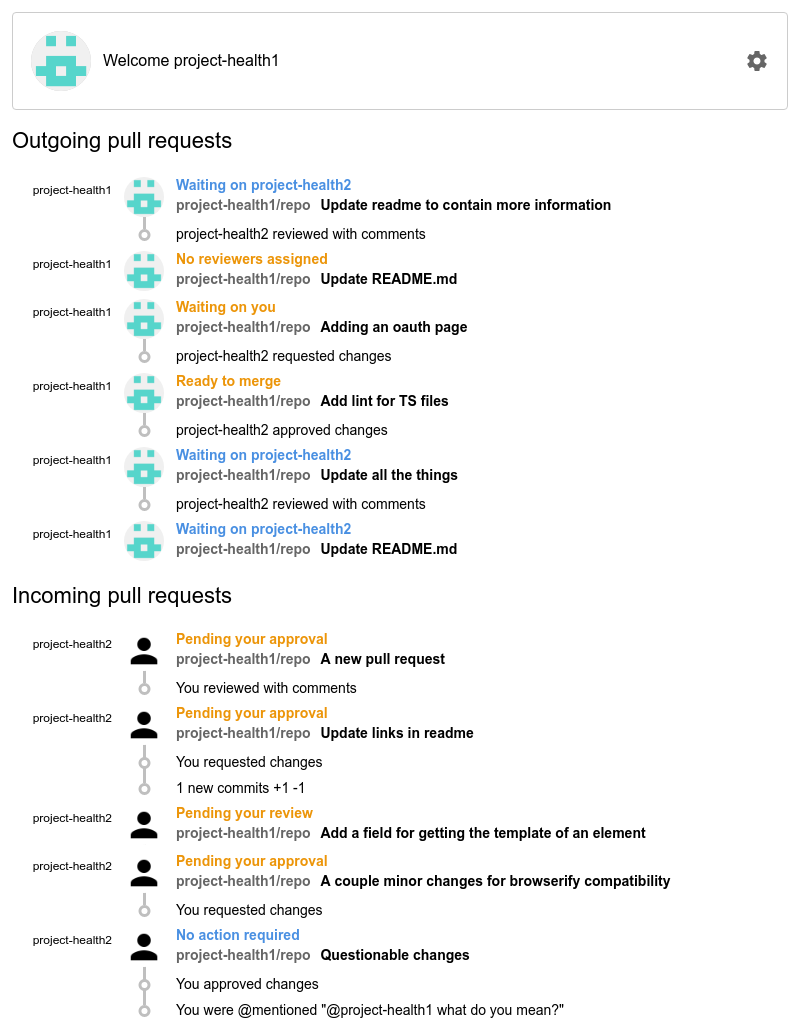 Welcome project-health1
Outgoing pull requests
project-health1
Waiting on project-health2
project-health1/repo Update readme to contain more information
project-health2 reviewed with comments
project-health1
No reviewers assigned
project-health1/repo Update README.md
project-health1
Waiting on you
project-health1/repo Adding an oauth page
project-health2 requested changes
project-health1
Ready to merge
project-health1/repo Add lint for TS files
project-health2 approved changes
project-health1
Waiting on project-health2
project-health1/repo Update all the things
project-health2 reviewed with comments
project-health1
Waiting on project-health2
project-health1/repo Update README.md
Incoming pull requests
project-health2
Pending your approval
project-health1/repo A new pull request
You reviewed with comments
project-health2
Pending your approval
project-health1/repo Update links in readme
You requested changes
1 new commits +1 -1
project-health2
Pending your review
project-health1/repo Add a field for getting the template of an element
project-health2
Pending your approval
project-health1/repo A couple minor changes for browserify compatibility
You requested changes
project-health2
No action required
project-health1/repo Questionable changes
You approved changes
You were @mentioned "@project-health1 what do you mean?"